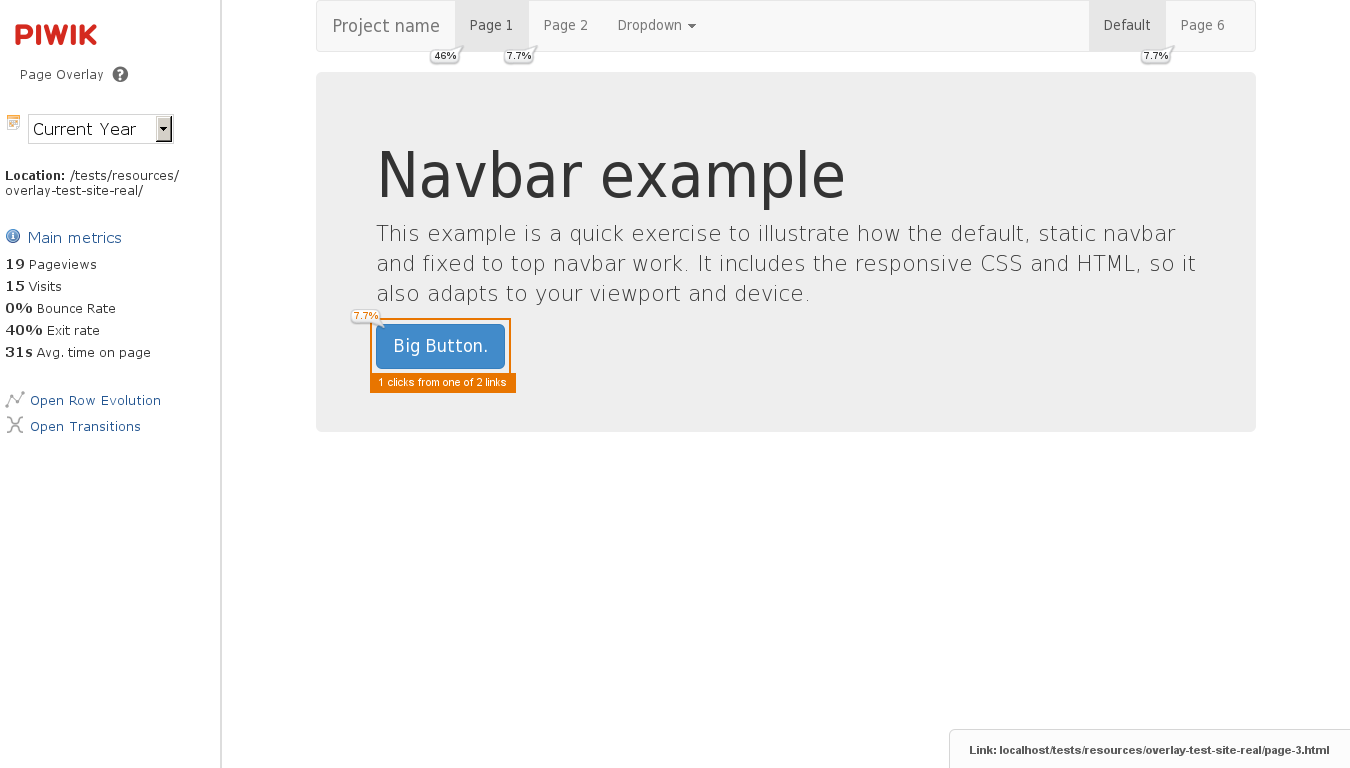 PIWIK
Page Overlay ?
Current Year
Location: /tests/resources/
overlay-test-site-real/
Main metrics
19 Pageviews
15 Visits
0% Bounce Rate
40% Exit rate
31s Avg. time on page
Open Row Evolution
Open Transitions
Project name Page 1 Page 2 Dropdown Default Page 6
46% 7.7% 7.7%
Navbar example
This example is a quick exercise to illustrate how the default, static navbar
and fixed to top navbar work. It includes the responsive CSS and HTML, so it
also adapts to your viewport and device.
7.7%
Big Button.
1 clicks from one of 2 links
Link: localhost/tests/resources/overlay-test-site-real/page-3.html